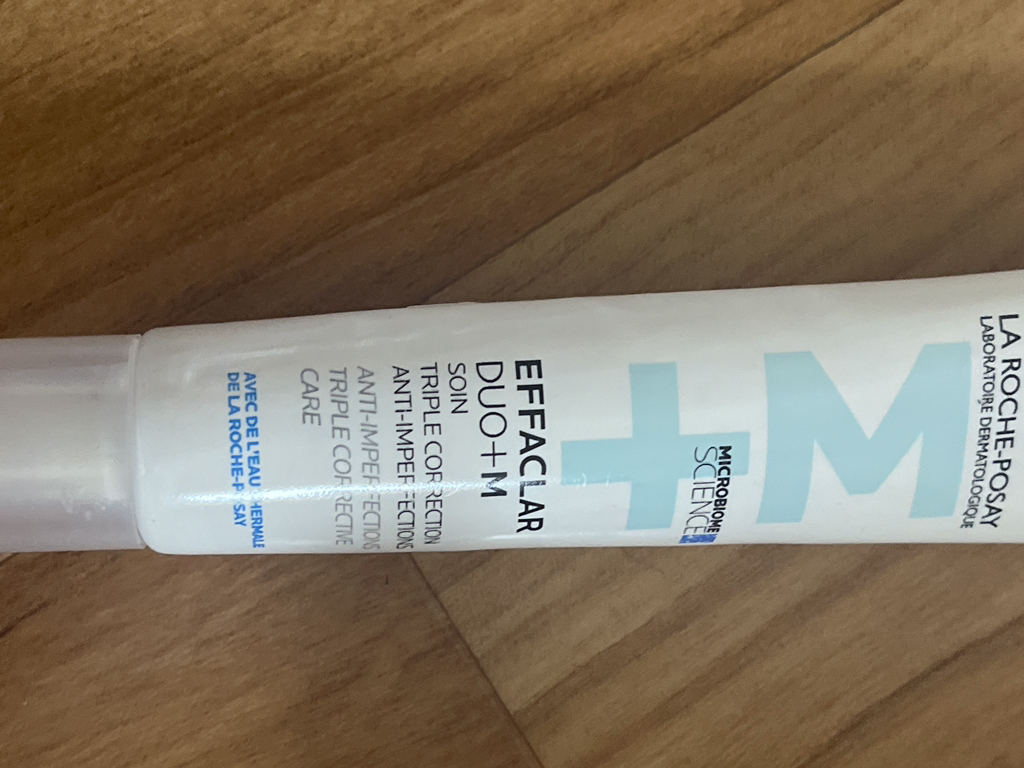 LA ROCHE-POSAY
LABORATOIRE DERMATOLOGIQUE
+M
MICROBIOME
SCIENCE
EFFACLAR
DUO+M
SOIN
TRIPLE CORRECTION
ANTI-IMPERFECTIONS
ANTI-IMPERFECTIONS
TRIPLE CORRECTIVE
CARE
AVEC DE L'EAU THERMALE
DE LA ROCHE-POSAY